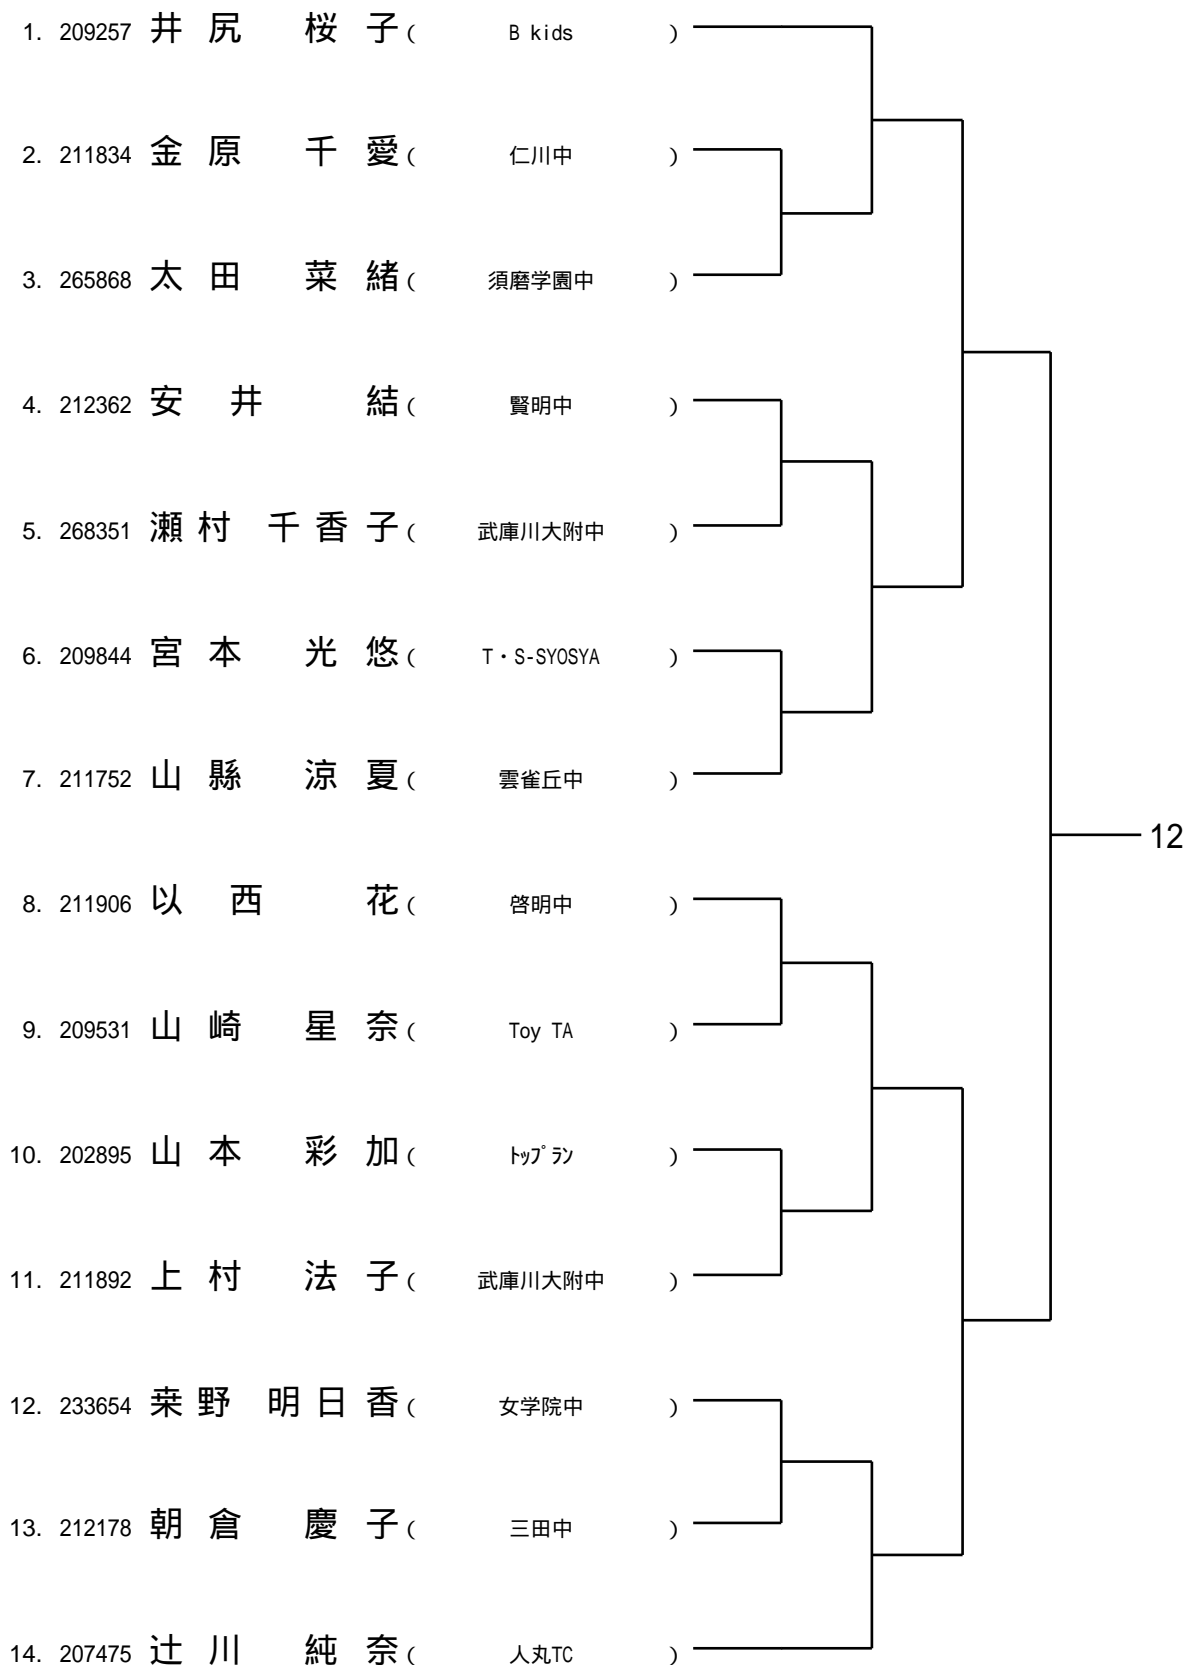 1. 209257 井尻 桜子 ( B kids )
2. 211834 金原 千愛 ( 仁川中 )
3. 265868 太田 菜緒 ( 須磨学園中 )
4. 212362 安井 結 ( 賢明中 )
5. 268351 瀬村 千香子 ( 武庫川大附中 )
6. 209844 宮本 光悠 ( T・S-SYOSYA )
7. 211752 山縣 涼夏 ( 雲雀丘中 )
12
8. 211906 以西 花 ( 啓明中 )
9. 209531 山崎 星奈 ( Toy TA )
10. 202895 山本 彩加 ( ﾄｯﾌﾟﾗﾝ )
11. 211892 上村 法子 ( 武庫川大附中 )
12. 233654 桒野 明日香 ( 女学院中 )
13. 212178 朝倉 慶子 ( 三田中 )
14. 207475 辻川 純奈 ( 人丸TC )